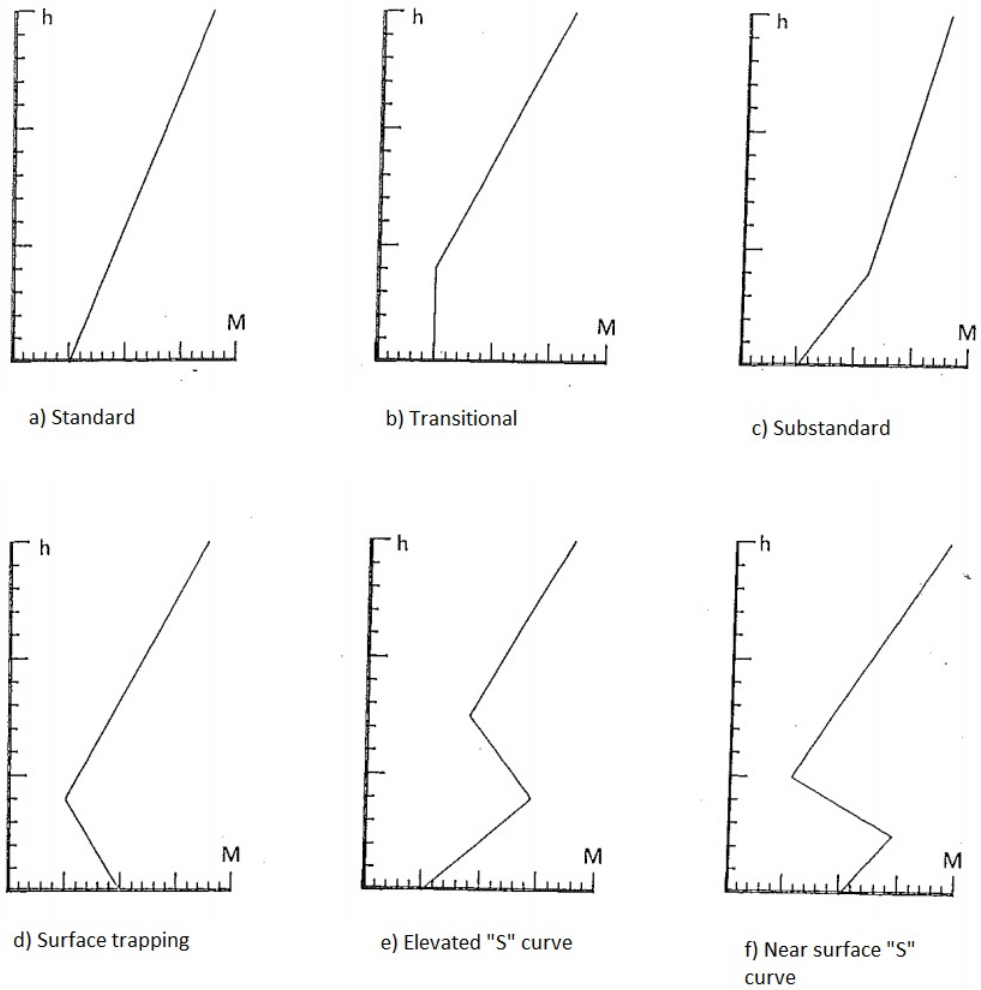 h
h
h
M
M
M
a) Standard
b) Transitional
c) Substandard
h
h
h
M
M
M
d) Surface trapping
e) Elevated "S" curve
f) Near surface "S"
curve